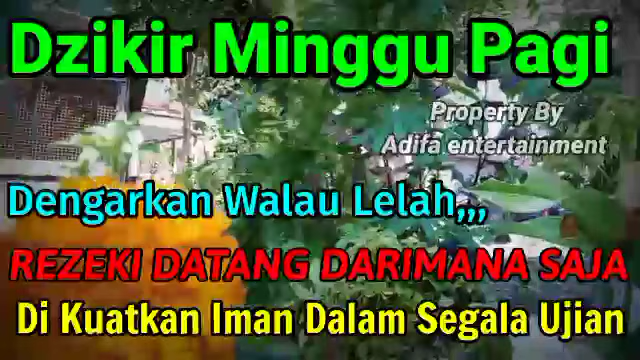 Dzikir Minggu Pagi
Property By
Adifa entertainment
Dengarkan Walau Lelah,,,
REZEKI DATANG DARIMANA SAJA
Di Kuatkan Iman Dalam Segala Ujian